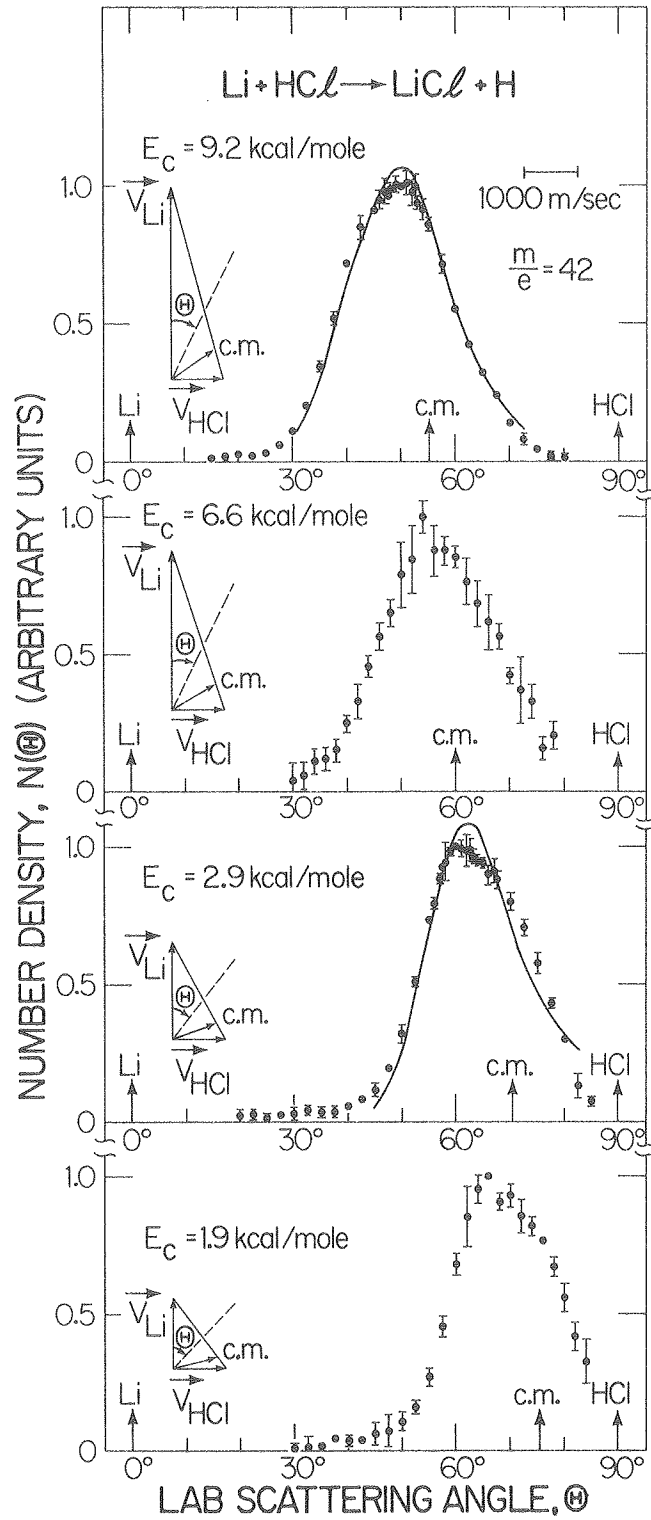 Li + HCl → LiCl + H
E_c = 9.2 kcal/mole
1000 m/sec
m/e = 42
V_Li
Θ
c.m.
V_HCl
Li
c.m.
HCl
1.0
0.5
0
0° 30° 60° 90°
E_c = 6.6 kcal/mole
V_Li
Θ
c.m.
V_HCl
Li
c.m.
HCl
1.0
0.5
0
0° 30° 60° 90°
E_c = 2.9 kcal/mole
V_Li
Θ
c.m.
V_HCl
Li
c.m.
HCl
1.0
0.5
0
0° 30° 60° 90°
E_c = 1.9 kcal/mole
V_Li
Θ
c.m.
V_HCl
Li
c.m.
HCl
1.0
0.5
0
0° 30° 60° 90°
LAB SCATTERING ANGLE, Θ
NUMBER DENSITY, N(Θ) (ARBITRARY UNITS)